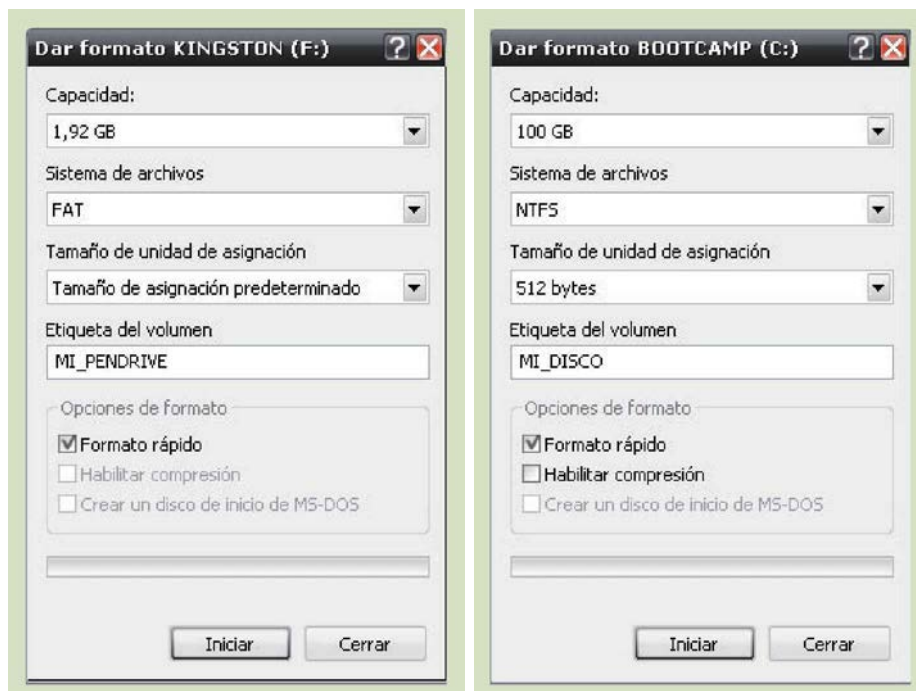 Dar formato KINGSTON (F:)
Capacidad:
1,92 GB
Sistema de archivos
FAT
Tamaño de unidad de asignación
Tamaño de asignación predeterminado
Etiqueta del volumen
MI_PENDRIVE
Opciones de formato
Formato rápido
Habilitar compresión
Crear un disco de inicio de MS-DOS
Iniciar
Cerrar
Dar formato BOOTCAMP (C:)
Capacidad:
100 GB
Sistema de archivos
NTFS
Tamaño de unidad de asignación
512 bytes
Etiqueta del volumen
MI_DISCO
Opciones de formato
Formato rápido
Habilitar compresión
Crear un disco de inicio de MS-DOS
Iniciar
Cerrar